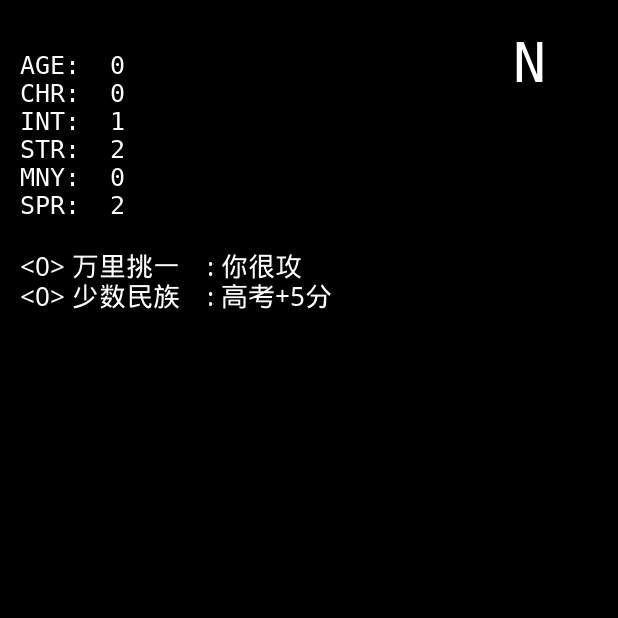 N
AGE: 0
CHR: 0
INT: 1
STR: 2
MNY: 0
SPR: 2
<O> 万里挑一 :你很攻
<O> 少数民族 :高考+5分